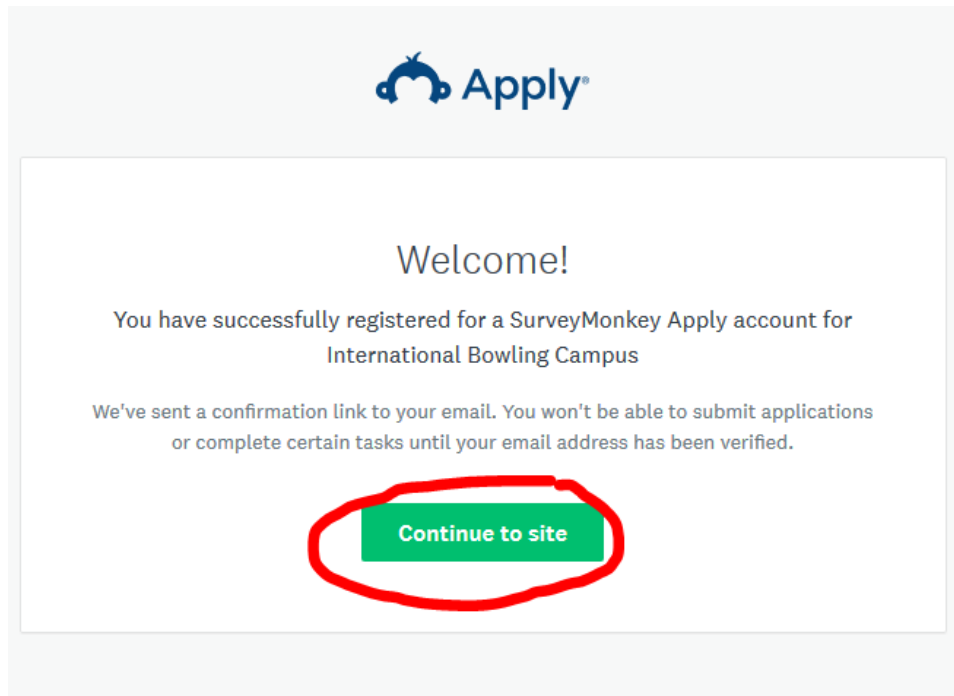 Apply®
Welcome!
You have successfully registered for a SurveyMonkey Apply account for
International Bowling Campus
We've sent a confirmation link to your email. You won't be able to submit applications
or complete certain tasks until your email address has been verified.
Continue to site